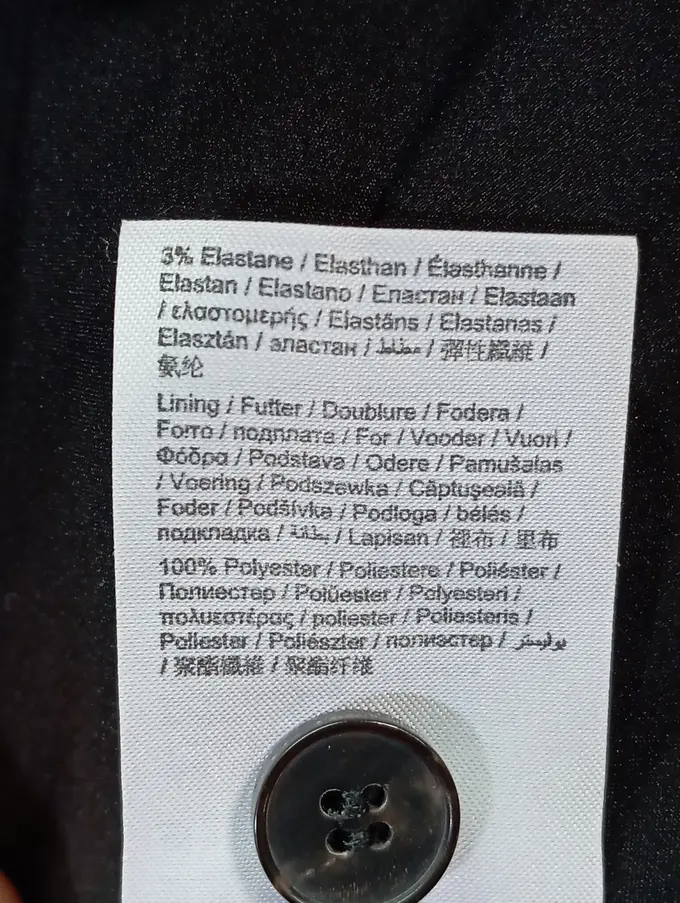 3% Elastane / Elasthan / Élasthanne /
Elastan / Elastano / Еластан / Elastaan
/ ελαστομερής / Elastāns / Elastanas /
Elasztán / эластан / مطاط / 彈性纖維 /
氨纶
Lining / Futter / Doublure / Fodera /
Forro / подплата / For / Vooder / Vuori /
Φόδρα / Podstava / Odere / Pamušalas
/ Voering / Podszewka / Căptuşeală /
Foder / Podšívka / Podloga / bélés /
подкладка / بطانة / Lapisan / 裡布 / 里布
100% Polyester / Poliestere / Poliéster /
Полиестер / Polüester / Polyesteri /
πολυεστέρας / poliester / Poliesteris /
Poliester / Poliészter / полиэстер / بوليستر
/ 聚酯纖維 / 聚酯纤维